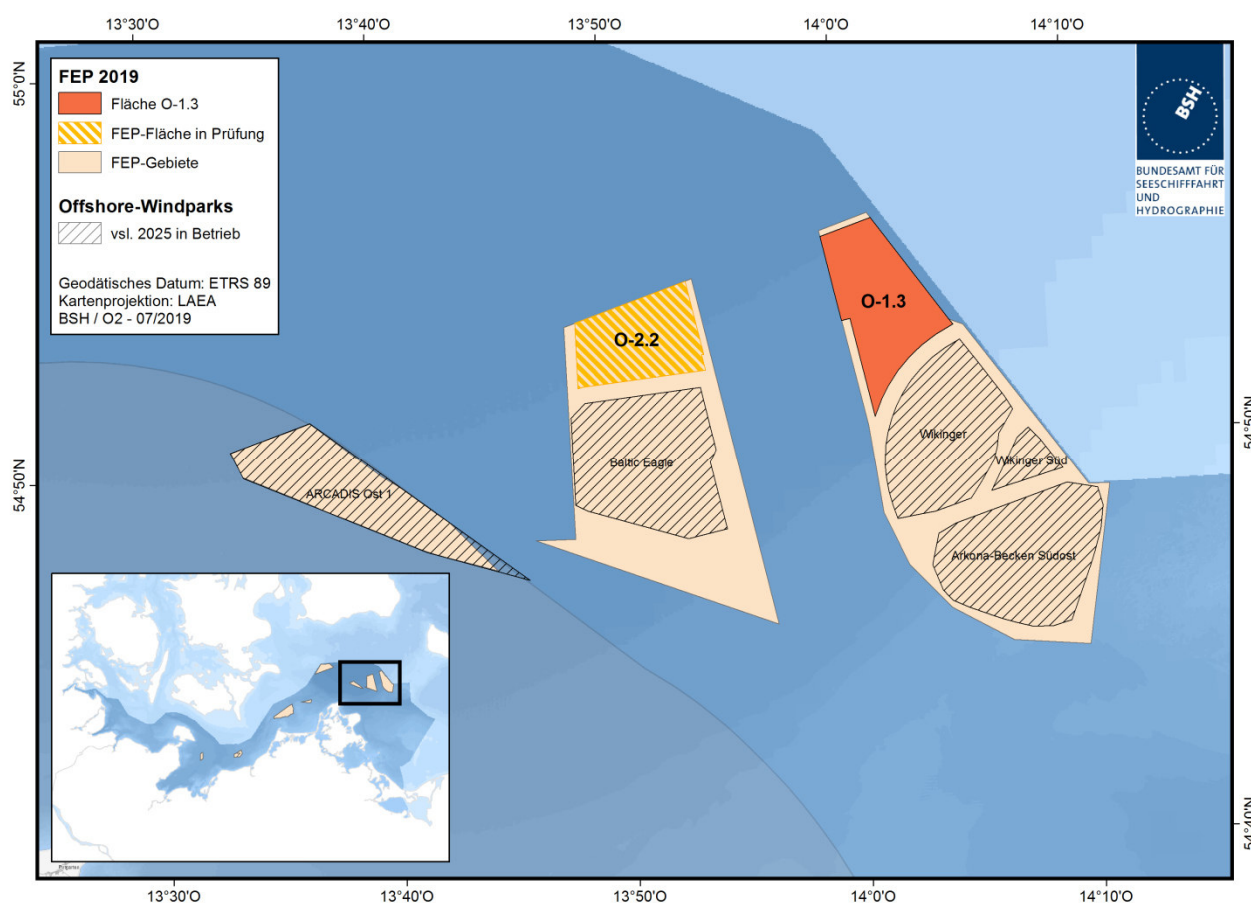 13°30'O 13°40'O 13°50'O 14°0'O 14°10'O
55°0'N
54°50'N
FEP 2019
Fläche O-1.3
FEP-Fläche in Prüfung
FEP-Gebiete
Offshore-Windparks
vsl. 2025 in Betrieb
Geodätisches Datum: ETRS 89
Kartenprojektion: LAEA
BSH / O2 - 07/2019
BSH
BUNDESAMT FÜR
SEESCHIFFFAHRT
UND
HYDROGRAPHIE
O-1.3
O-2.2
Wikinger
Wikinger Süd
Baltic Eagle
ARCADIS Ost 1
Arkona-Becken Südost
54°50'N
54°40'N
13°30'O 13°40'O 13°50'O 14°0'O 14°10'O